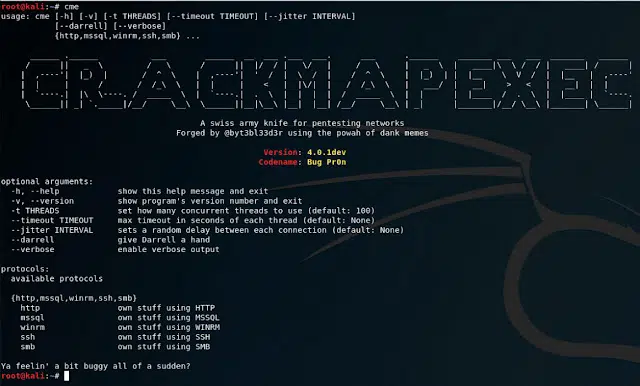 root@kali:~# cme
usage: cme [-h] [-v] [-t THREADS] [--timeout TIMEOUT] [--jitter INTERVAL]
[--darrell] [--verbose]
{http,mssql,winrm,ssh,smb} ...
CRACKMAPEXEC
A swiss army knife for pentesting networks
Forged by @byt3bl33d3r using the powah of dank memes
Version: 4.0.1dev
Codename: Bug Pr0n
optional arguments:
-h, --help show this help message and exit
-v, --version show program's version number and exit
-t THREADS set how many concurrent threads to use (default: 100)
--timeout TIMEOUT max timeout in seconds of each thread (default: None)
--jitter INTERVAL sets a random delay between each connection (default: None)
--darrell give Darrell a hand
--verbose enable verbose output
protocols:
available protocols
{http,mssql,winrm,ssh,smb}
http own stuff using HTTP
mssql own stuff using MSSQL
winrm own stuff using WINRM
ssh own stuff using SSH
smb own stuff using SMB
Ya feelin' a bit buggy all of a sudden?
root@kali:~#